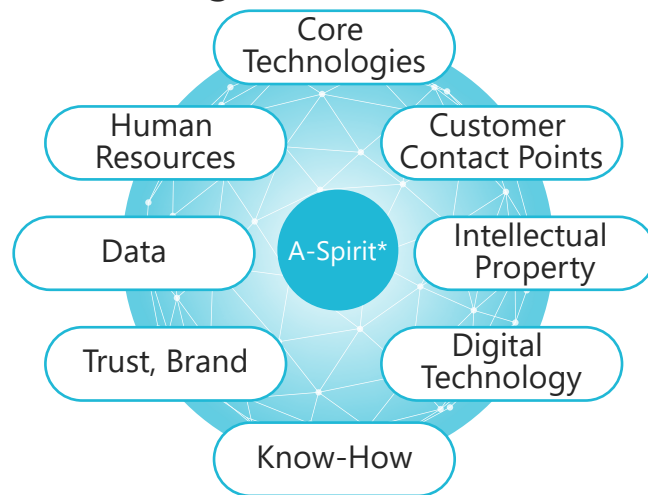 Core
Technologies
Human
Resources
Customer
Contact Points
Data
A-Spirit*
Intellectual
Property
Trust, Brand
Digital
Technology
Know-How